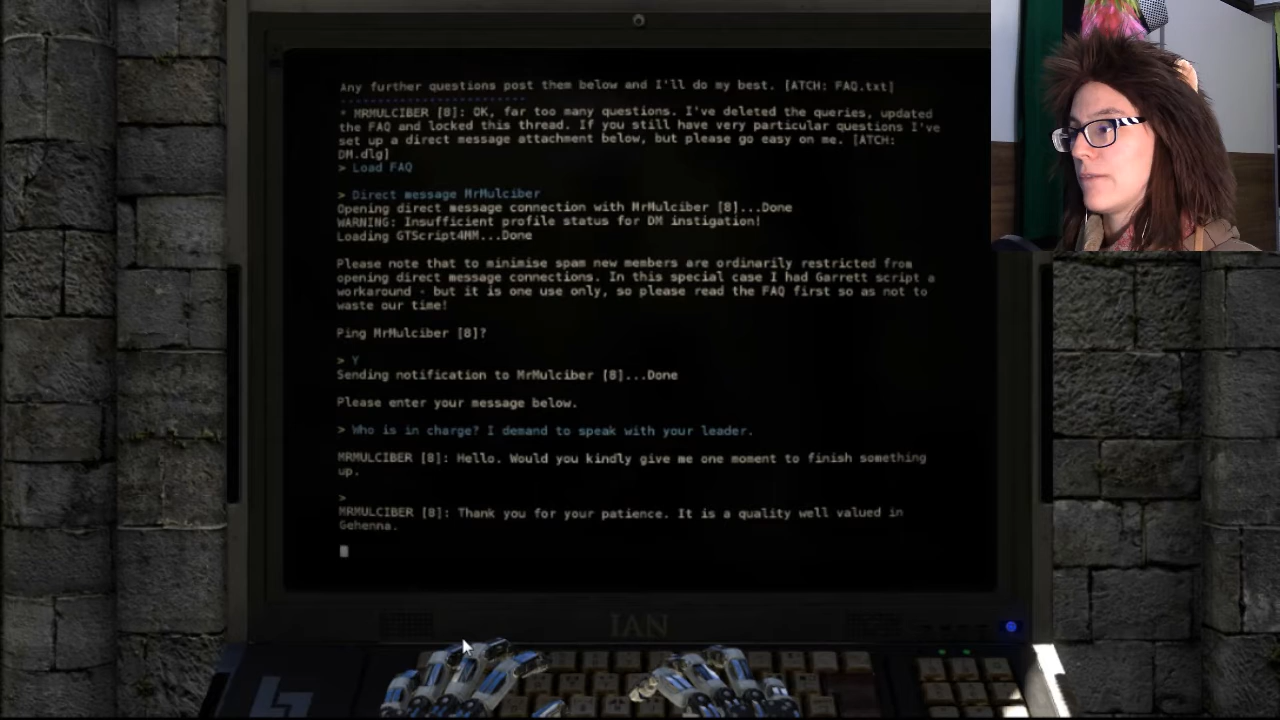 Any further questions post them below and I'll do my best. [ATCH: FAQ.txt]
* MRMULCIBER [8]: OK, far too many questions. I've deleted the queries, updated
the FAQ and locked this thread. If you still have very particular questions I've
set up a direct message attachment below, but please go easy on me. [ATCH:
DM.dlg]
> Load FAQ
> Direct message MrMulciber
Opening direct message connection with MrMulciber [8]...Done
WARNING: Insufficient profile status for DM instigation!
Loading GTScript4MM...Done
Please note that to minimise spam new members are ordinarily restricted from
opening direct message connections. In this special case I had Garrett script a
workaround - but it is one use only, so please read the FAQ first so as not to
waste our time!
Ping MrMulciber [8]?
> Y
Sending notification to MrMulciber [8]...Done
Please enter your message below.
> Who is in charge? I demand to speak with your leader.
MRMULCIBER [8]: Hello. Would you kindly give me one moment to finish something
up.
>
MRMULCIBER [8]: Thank you for your patience. It is a quality well valued in
Gehenna.
IAN